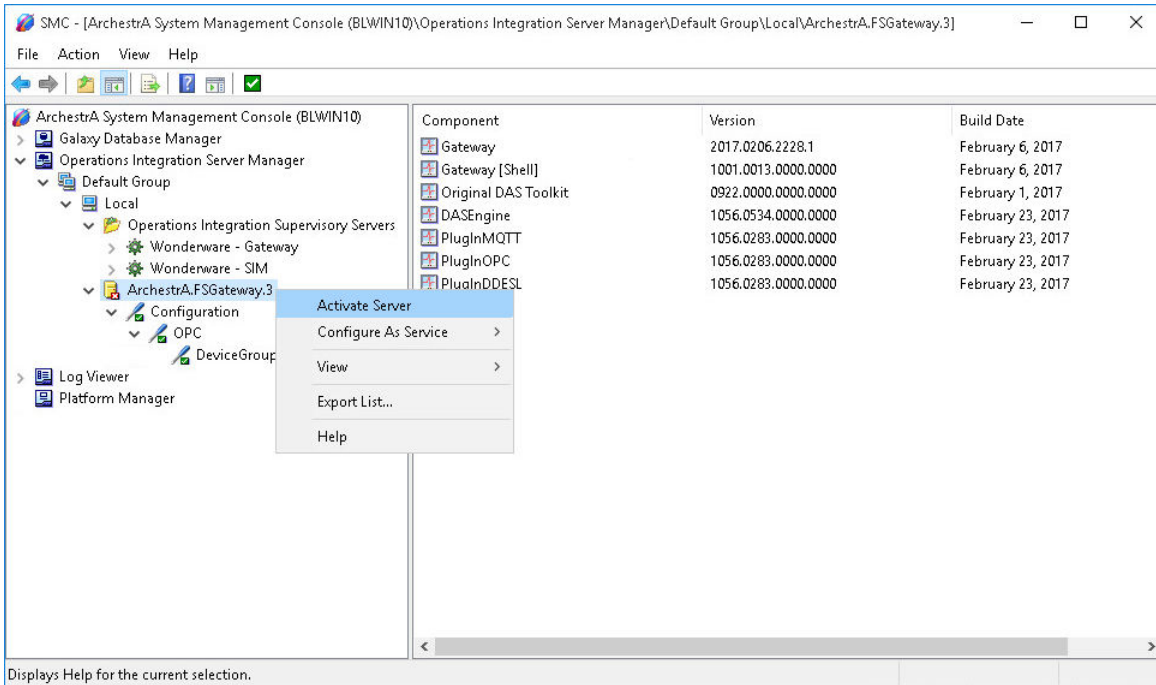 SMC - [ArchestrA System Management Console (BLWIN10)\Operations Integration Server Manager\Default Group\Local\ArchestrA.FSGateway.3]
File Action View Help
ArchestrA System Management Console (BLWIN10)
Galaxy Database Manager
Operations Integration Server Manager
Default Group
Local
Operations Integration Supervisory Servers
Wonderware - Gateway
Wonderware - SIM
ArchestrA.FSGateway.3
Configuration
OPC
DeviceGroup
Log Viewer
Platform Manager
Activate Server
Configure As Service
View
Export List...
Help
Component Version Build Date
Gateway 2017.0206.2228.1 February 6, 2017
Gateway [Shell] 1001.0013.0000.0000 February 6, 2017
Original DAS Toolkit 0922.0000.0000.0000 February 1, 2017
DASEngine 1056.0534.0000.0000 February 23, 2017
PlugInMQTT 1056.0283.0000.0000 February 23, 2017
PlugInOPC 1056.0283.0000.0000 February 23, 2017
PlugInDDESL 1056.0283.0000.0000 February 23, 2017
Displays Help for the current selection.